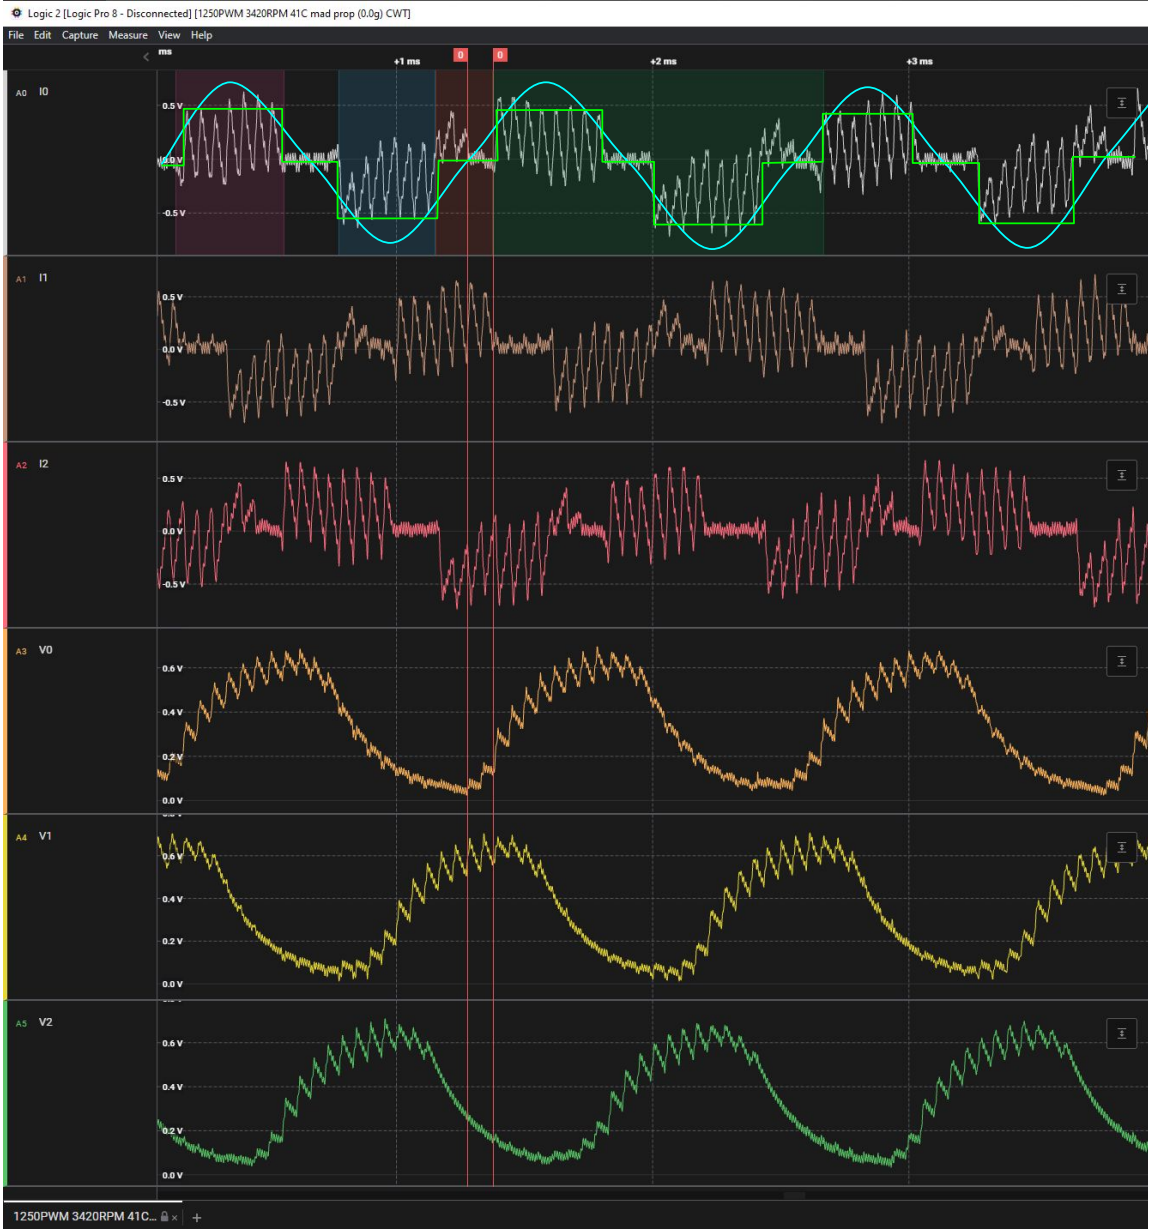 Logic 2 [Logic Pro 8 - Disconnected] [1250PWM 3420RPM 41C mad prop (0.0g) CWT]
File Edit Capture Measure View Help
ms
0 0
+1 ms +2 ms +3 ms
A0 I0
0.5 V
0.0 V
-0.5 V
A1 I1
0.5 V
0.0 V
-0.5 V
A2 I2
0.5 V
0.0 V
-0.5 V
A3 V0
0.6 V
0.4 V
0.2 V
0.0 V
A4 V1
0.6 V
0.4 V
0.2 V
0.0 V
A5 V2
0.6 V
0.4 V
0.2 V
0.0 V
1250PWM 3420RPM 41C...